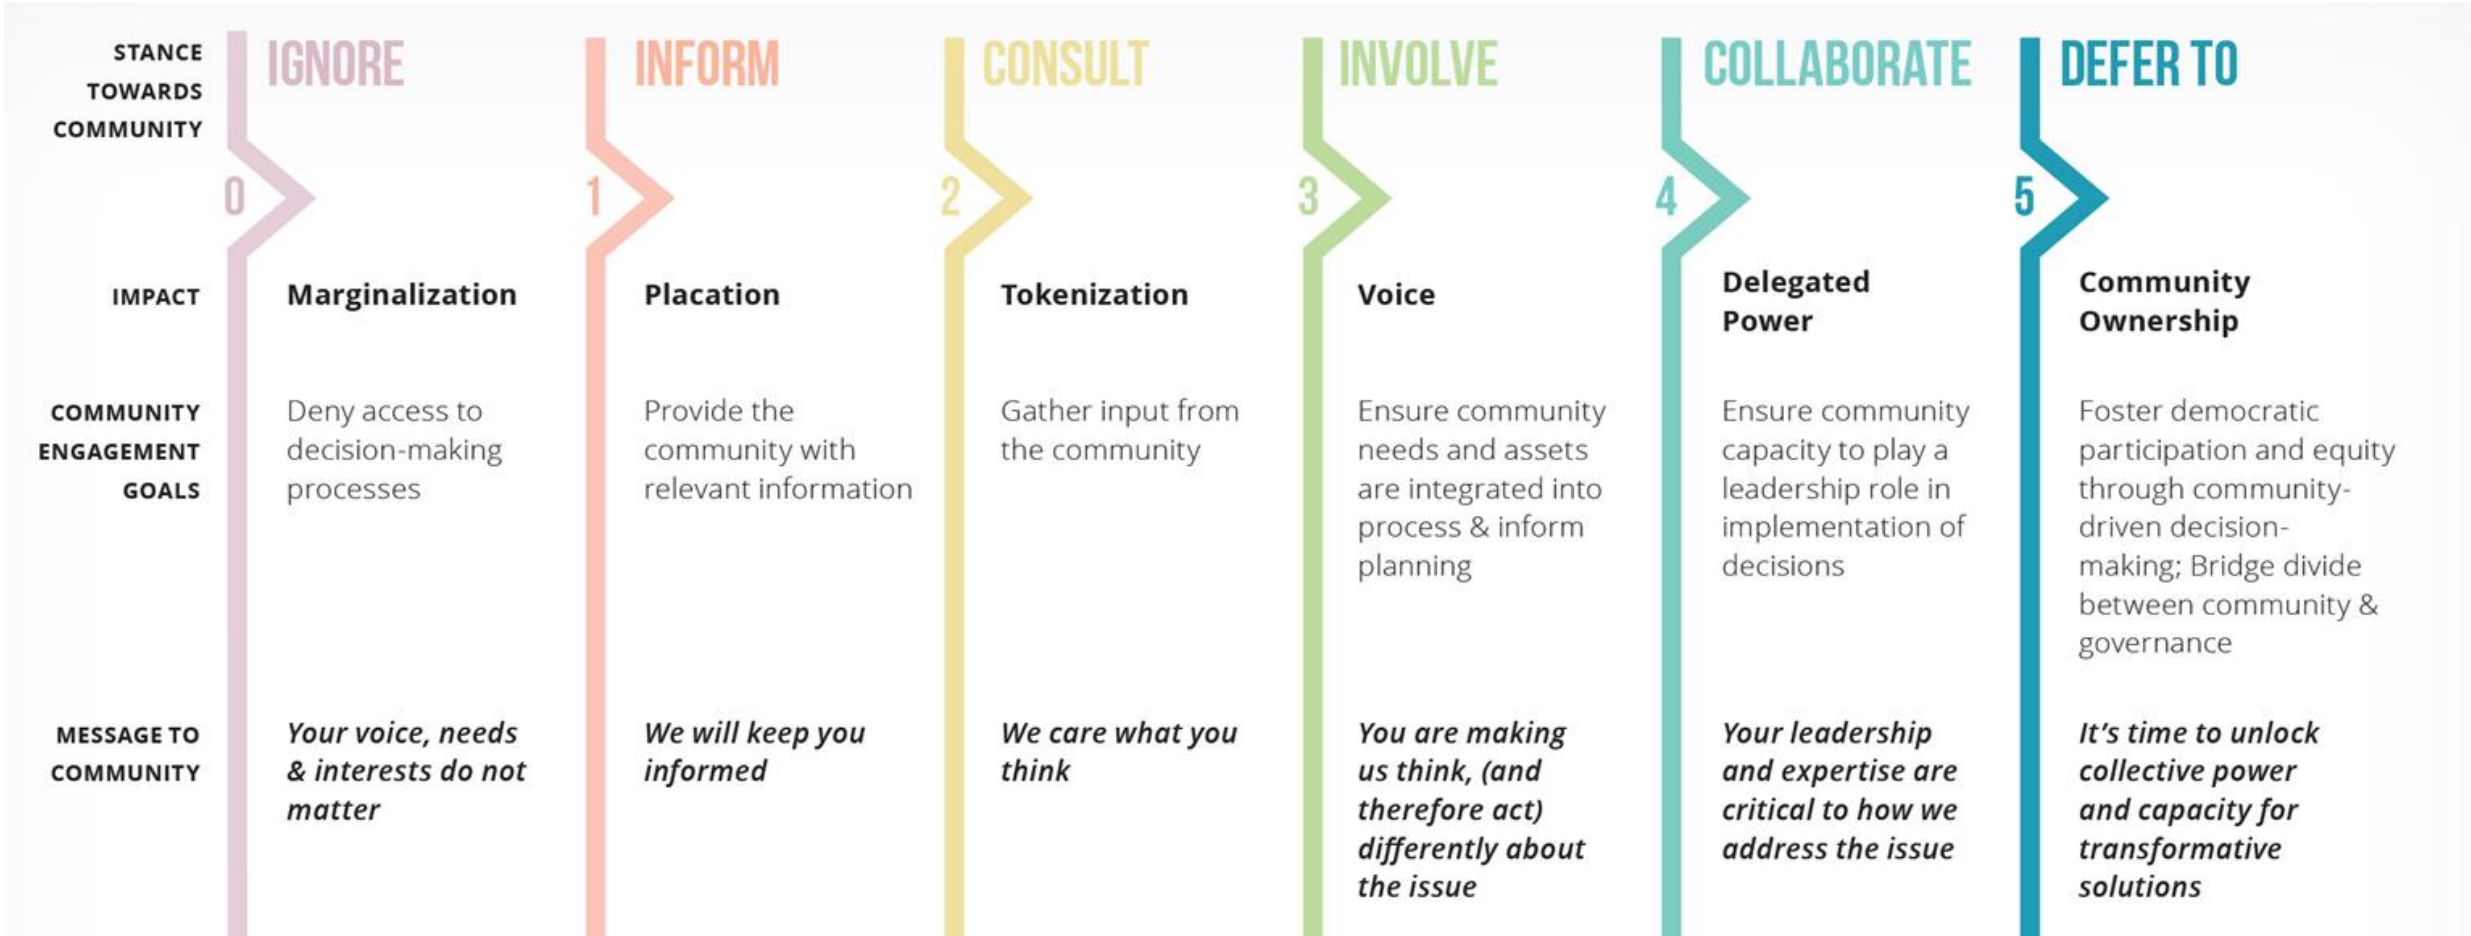 STANCE
TOWARDS
COMMUNITY
IGNORE
INFORM
CONSULT
INVOLVE
COLLABORATE
DEFER TO
0
1
2
3
4
5
IMPACT
Marginalization
Placation
Tokenization
Voice
Delegated
Power
Community
Ownership
COMMUNITY
ENGAGEMENT
GOALS
Deny access to
decision-making
processes
Provide the
community with
relevant information
Gather input from
the community
Ensure community
needs and assets
are integrated into
process & inform
planning
Ensure community
capacity to play a
leadership role in
implementation of
decisions
Foster democratic
participation and equity
through community-
driven decision-
making; Bridge divide
between community &
governance
MESSAGE TO
COMMUNITY
Your voice, needs
& interests do not
matter
We will keep you
informed
We care what you
think
You are making
us think, (and
therefore act)
differently about
the issue
Your leadership
and expertise are
critical to how we
address the issue
It’s time to unlock
collective power
and capacity for
transformative
solutions